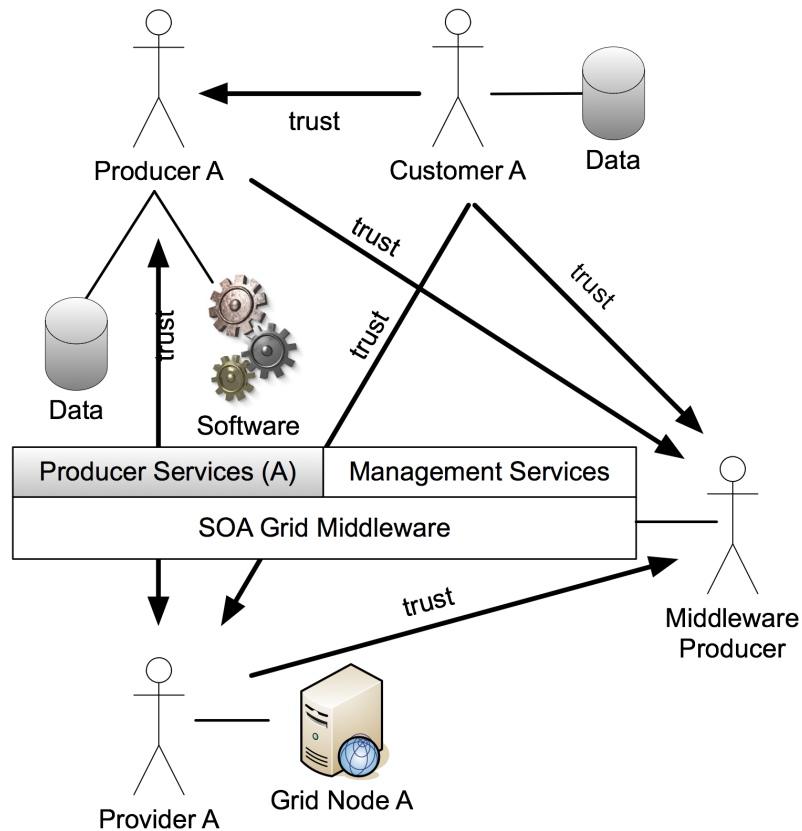 trust
Producer A
Customer A
Data
trust
trust
trust
trust
Data
Software
Producer Services (A)
Management Services
SOA Grid Middleware
trust
Middleware
Producer
Grid Node A
Provider A